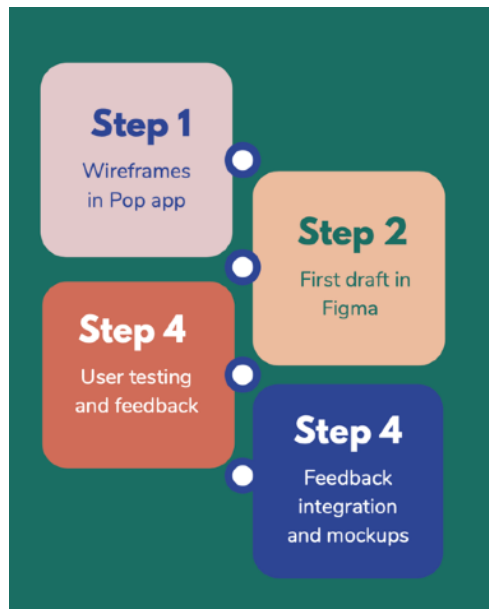 Step 1
Wireframes
in Pop app
Step 2
First draft in
Figma
Step 4
User testing
and feedback
Step 4
Feedback
integration
and mockups